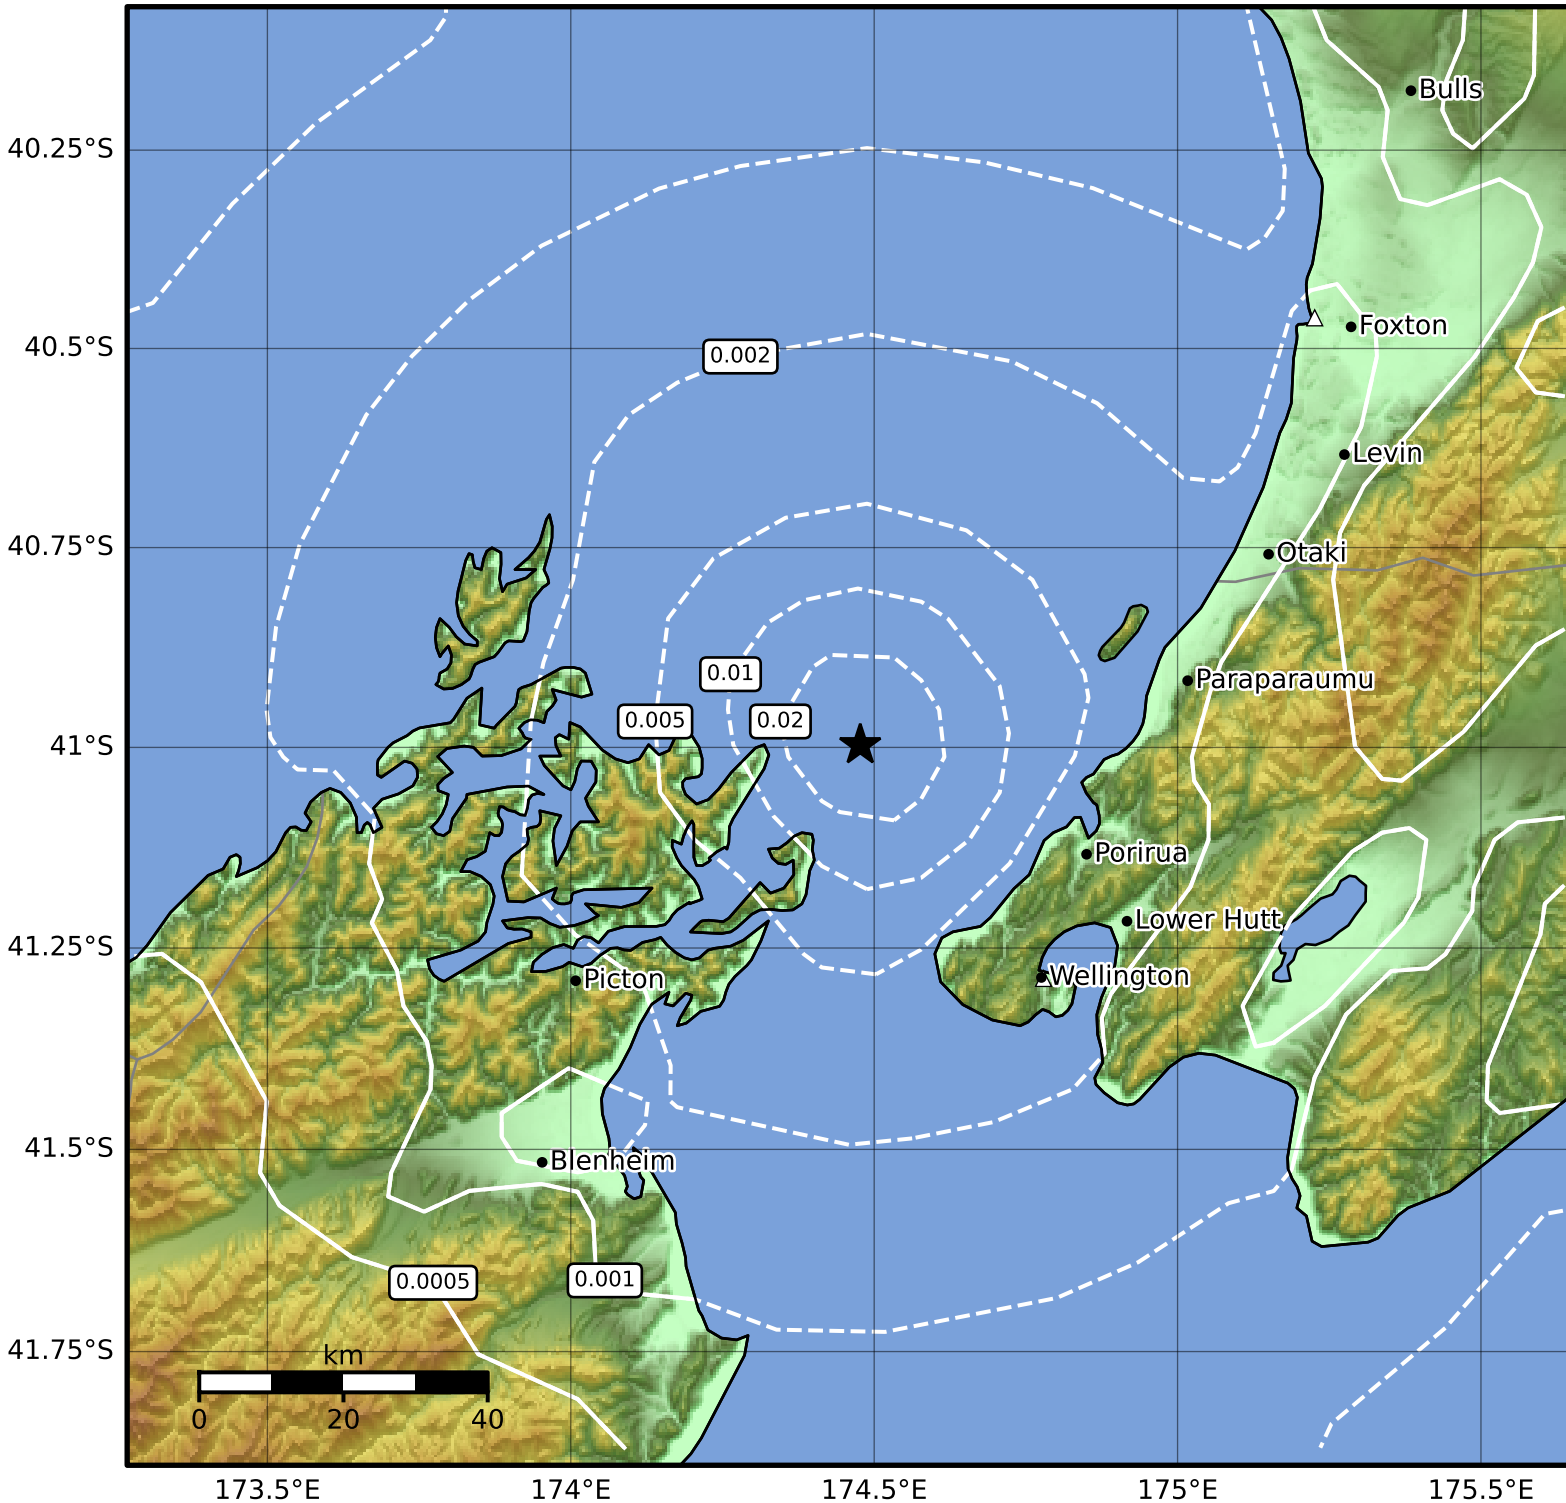 Bulls
40.25°S
Foxton
40.5°S
0.002
Levin
40.75°S
Otaki
0.01
Paraparaumu
0.005
0.02
41°S
Porirua
Lower Hutt
41.25°S
Picton
Wellington
41.5°S
Blenheim
0.0005
0.001
41.75°S
km
0 20 40
173.5°E 174°E 174.5°E 175°E 175.5°E